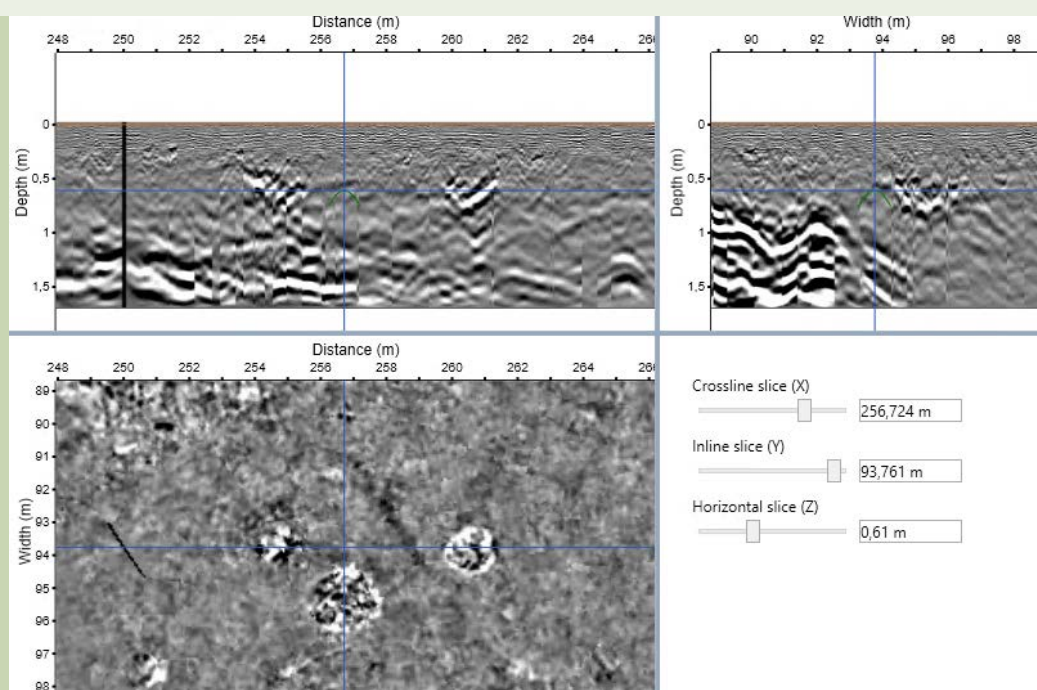 Distance (m)
248 250 252 254 256 258 260 262 264 266
Depth (m)
0
0,5
1
1,5
Width (m)
90 92 94 96 98
Depth (m)
0
0,5
1
1,5
Distance (m)
248 250 252 254 256 258 260 262 264 266
Width (m)
89
90
91
92
93
94
95
96
97
98
Crossline slice (X)
256,724 m
Inline slice (Y)
93,761 m
Horizontal slice (Z)
0,61 m